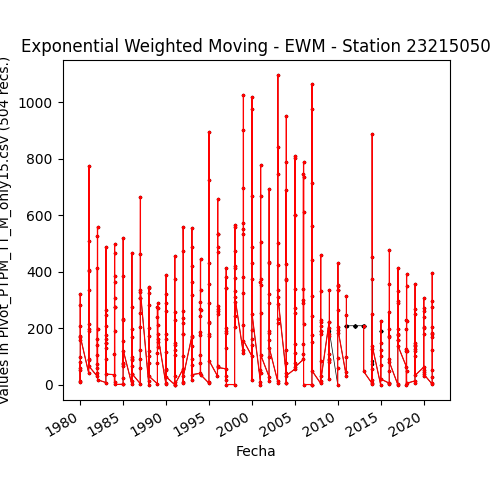 Exponential Weighted Moving - EWM - Station 23215050
Values in Pivot_PTPM_TT_M_only15.csv (504 recs.)
1000
800
600
400
200
0
1980 1985 1990 1995 2000 2005 2010 2015 2020
Fecha